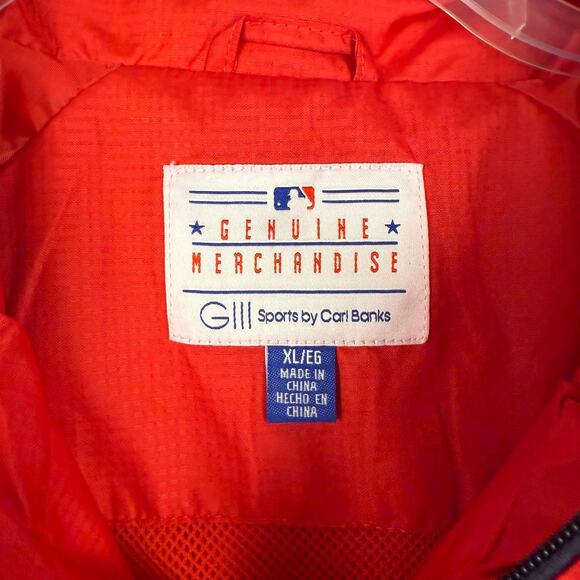 GENUINE
MERCHANDISE
GIII Sports by Carl Banks
XL/EG
MADE IN
CHINA
HECHO EN
CHINA